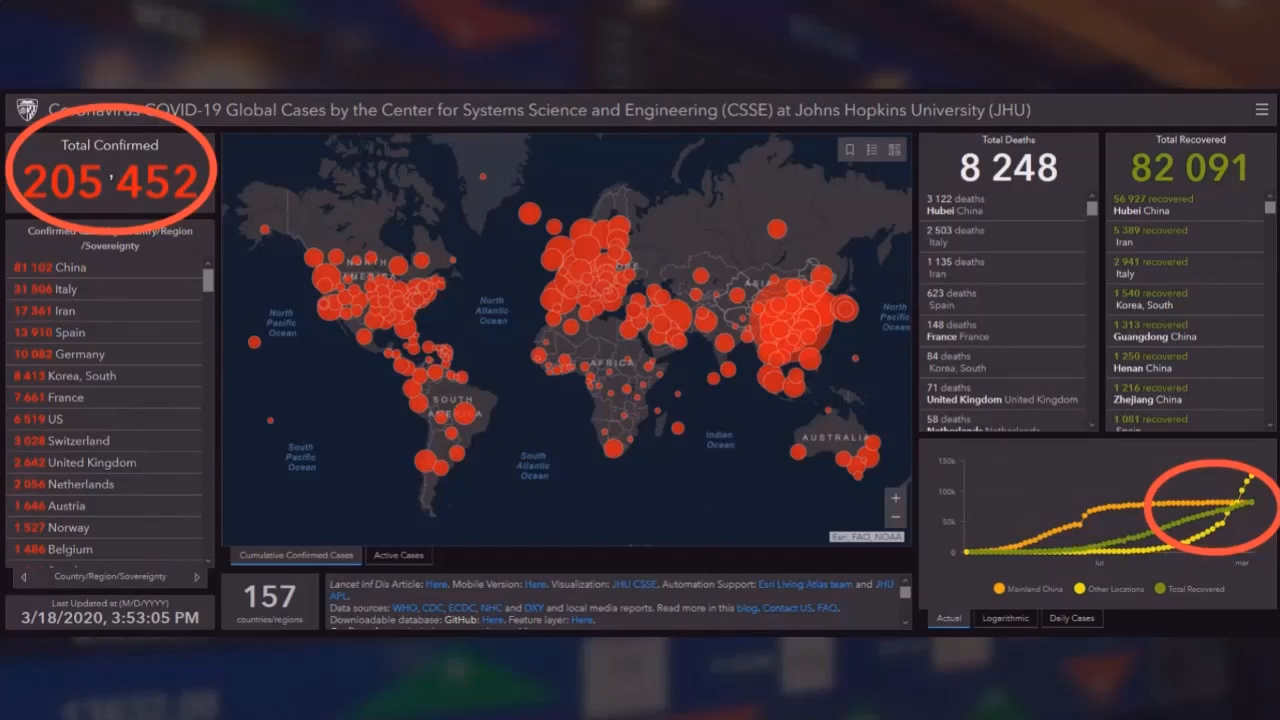 Coronavirus COVID-19 Global Cases by the Center for Systems Science and Engineering (CSSE) at Johns Hopkins University (JHU)
Total Confirmed
205,452
Confirmed Country/Region
/Sovereignty
81 102 China
31 506 Italy
17 361 Iran
13 910 Spain
10 082 Germany
8 413 Korea, South
7 661 France
6 519 US
3 028 Switzerland
2 642 United Kingdom
2 056 Netherlands
1 646 Austria
1 527 Norway
1 486 Belgium
Country/Region/Sovereignty
Last Updated at (M/D/YYYY)
3/18/2020, 3:53:05 PM
NORTH
AMERICA
North
Pacific
Ocean
North
Atlantic
Ocean
ASIA
North
Pacific
Ocean
AFRICA
SOUTH
AMERICA
South
Pacific
Ocean
South
Atlantic
Ocean
Indian
Ocean
AUSTRALIA
+
−
Esri, FAO, NOAA
Cumulative Confirmed Cases
Active Cases
157
countries/regions
Lancet Inf Dis Article: Here. Mobile Version: Here. Visualization: JHU CSSE. Automation Support: Esri Living Atlas team and JHU
APL.
Data sources: WHO, CDC, ECDC, NHC and DXY and local media reports. Read more in this blog. Contact US. FAQ.
Downloadable database: GitHub: Here. Feature layer: Here.
Total Deaths
8 248
3 122 deaths
Hubei China
2 503 deaths
Italy
1 135 deaths
Iran
623 deaths
Spain
148 deaths
France France
84 deaths
Korea, South
71 deaths
United Kingdom United Kingdom
58 deaths
Netherlands Netherlands
Total Recovered
82 091
56 927 recovered
Hubei China
5 389 recovered
Iran
2 941 recovered
Italy
1 540 recovered
Korea, South
1 313 recovered
Guangdong China
1 250 recovered
Henan China
1 216 recovered
Zhejiang China
1 081 recovered
Spain
150k
100k
50k
0
lut
mar
Mainland China
Other Locations
Total Recovered
Actual
Logarithmic
Daily Cases